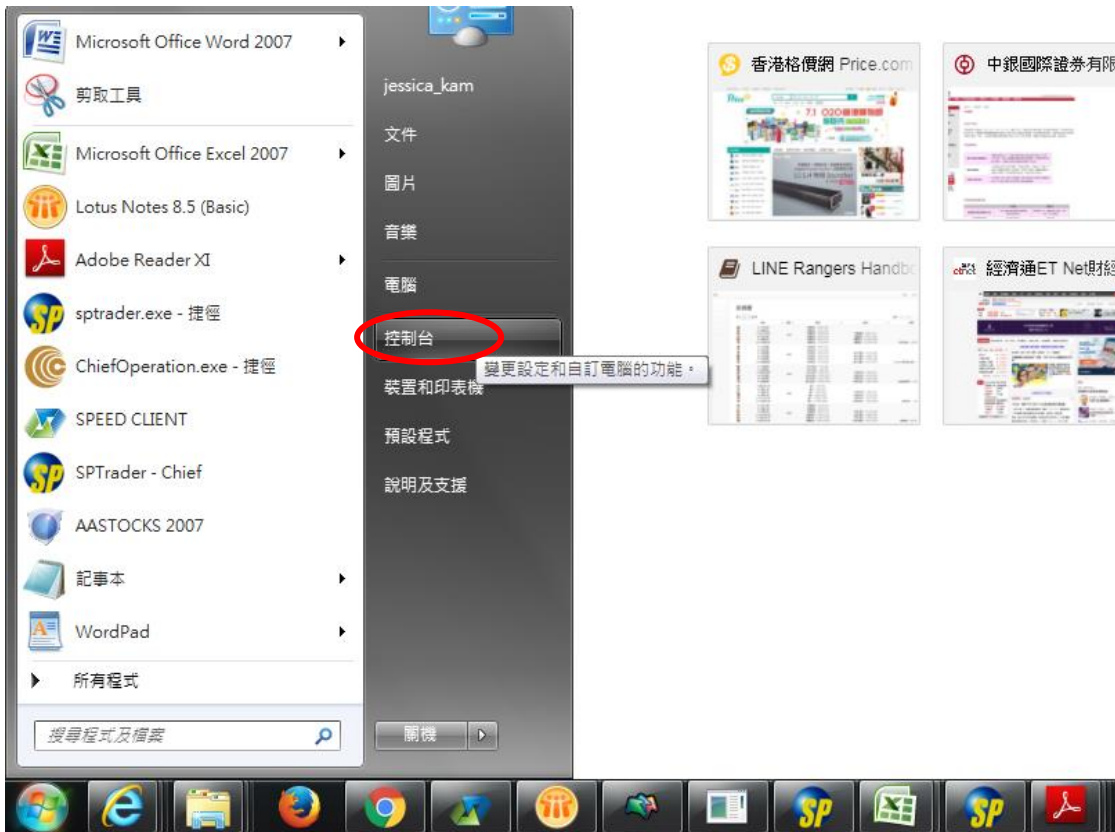 Microsoft Office Word 2007
剪取工具
Microsoft Office Excel 2007
Lotus Notes 8.5 (Basic)
Adobe Reader XI
sptrader.exe - 捷徑
ChiefOperation.exe - 捷徑
SPEED CLIENT
SPTrader - Chief
AASTOCKS 2007
記事本
WordPad
所有程式
搜尋程式及檔案
jessica_kam
文件
圖片
音樂
電腦
控制台
變更設定和自訂電腦的功能。
裝置和印表機
預設程式
說明及支援
關機
香港格價網 Price.com
中銀國際證券有限
LINE Rangers Handbo
經濟通ET Net財經